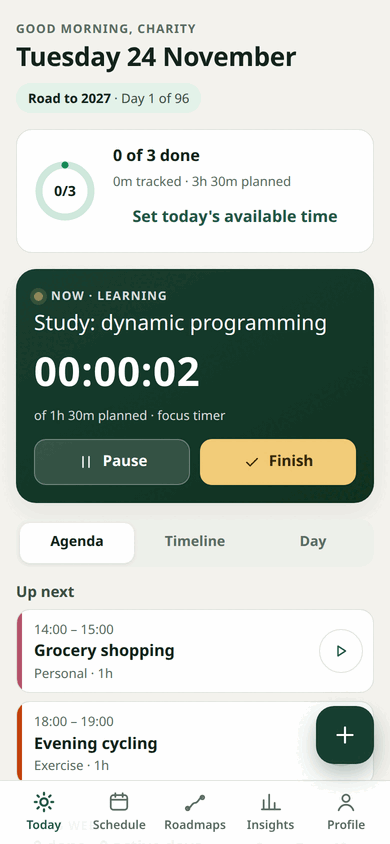 GOOD MORNING, CHARITY
Tuesday 24 November
Road to 2027 · Day 1 of 96
0/3
0 of 3 done
0m tracked · 3h 30m planned
Set today's available time
NOW · LEARNING
Study: dynamic programming
00:00:02
of 1h 30m planned · focus timer
Pause
Finish
Agenda
Timeline
Day
Up next
14:00 – 15:00
Grocery shopping
Personal · 1h
18:00 – 19:00
Evening cycling
Exercise · 1h
Today
Schedule
Roadmaps
Insights
Profile